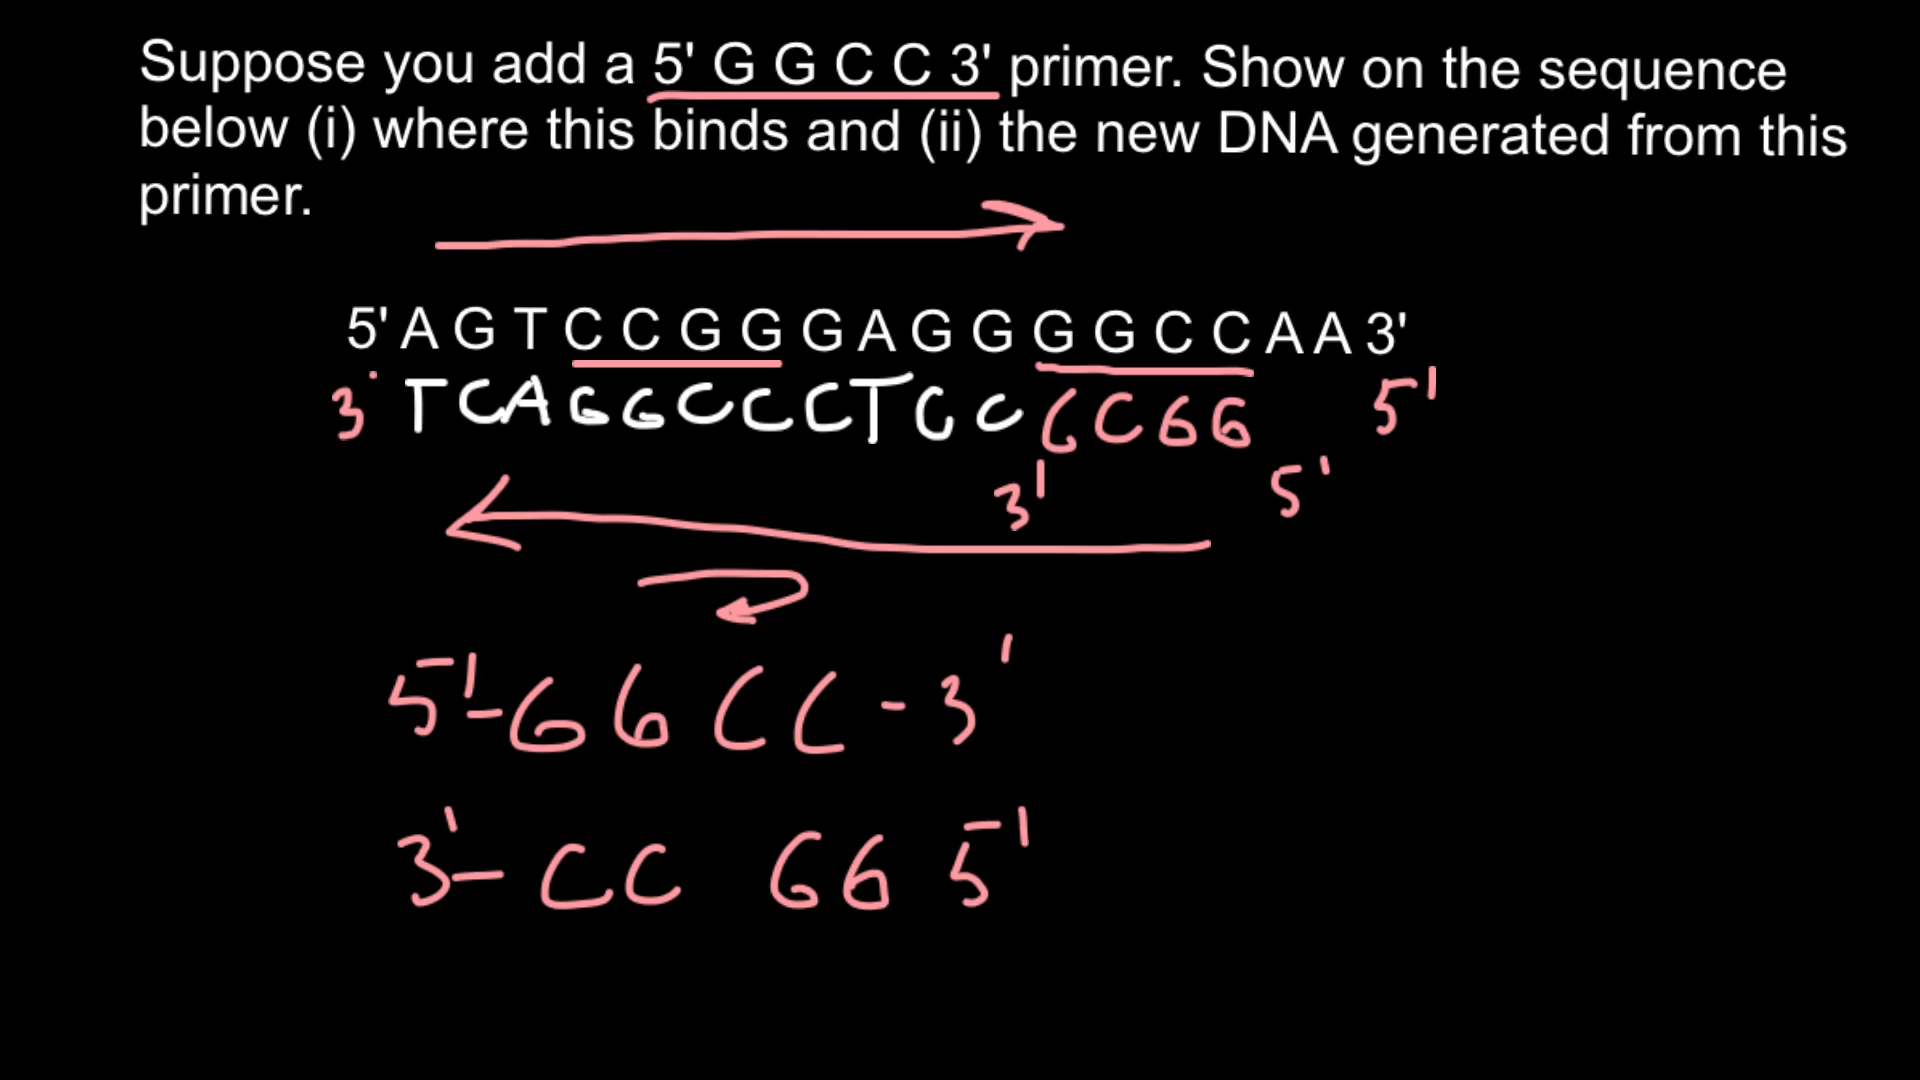 Suppose you add a 5' G G C C 3' primer. Show on the sequence
below (i) where this binds and (ii) the new DNA generated from this
primer.
5' A G T C C G G G A G G G G C C A A 3'
3' T C A G G C C C T C C C C G G 5'
3' 5'
5'-G G C C - 3'
3'- C C G G 5'